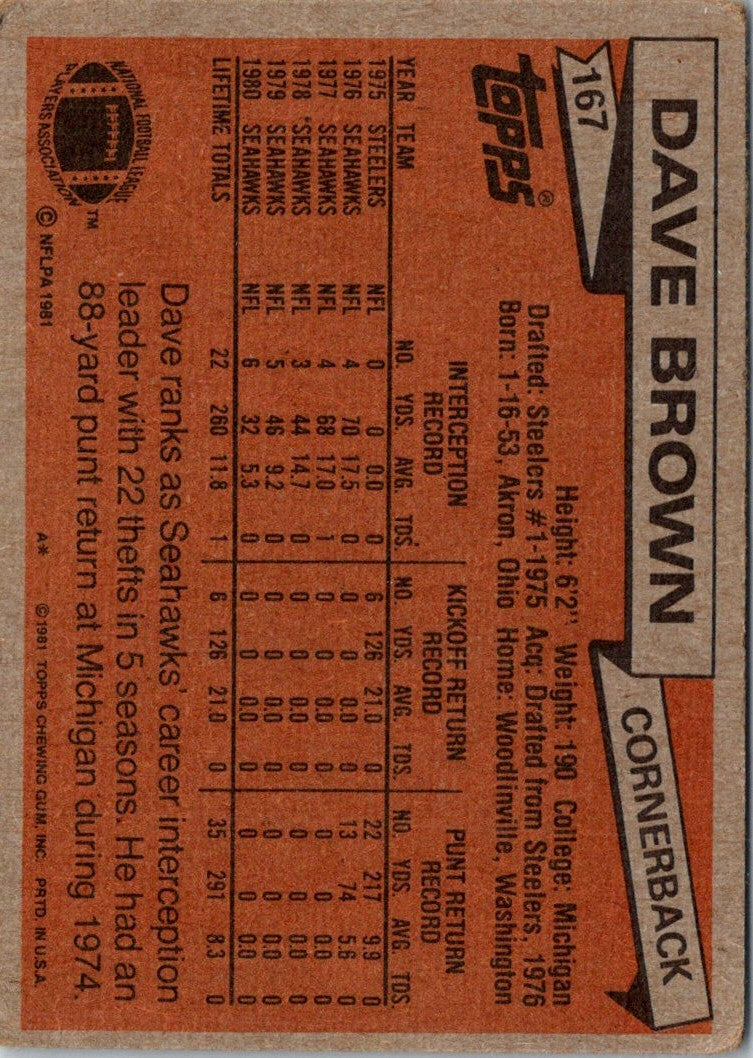 167
DAVE BROWN
CORNERBACK
TOPPS®
Height: 6'2" Weight: 190 College: Michigan
Drafted: Steelers #1-1975 Acq: Drafted from Steelers, 1976
Born: 1-16-53, Akron, Ohio Home: Woodinville, Washington
INTERCEPTION RECORD KICKOFF RETURN RECORD PUNT RETURN RECORD
YEAR TEAM NO. YDS. AVG. TDS. NO. YDS. AVG. TDS. NO. YDS. AVG. TDS.
1975 STEELERS NFL 0 0 0.0 0 6 126 21.0 0 22 217 9.9 0
1976 SEAHAWKS NFL 4 70 17.5 0 0 0 0.0 0 13 74 5.6 0
1977 SEAHAWKS NFL 4 68 17.0 1 0 0 0.0 0 0 0 0.0 0
1978 SEAHAWKS NFL 3 44 14.7 0 0 0 0.0 0 0 0 0.0 0
1979 SEAHAWKS NFL 5 46 9.2 0 0 0 0.0 0 0 0 0.0 0
1980 SEAHAWKS NFL 6 32 5.3 0 0 0 0.0 0 0 0 0.0 0
LIFETIME TOTALS 22 260 11.8 1 6 126 21.0 0 35 291 8.3 0
NATIONAL FOOTBALL LEAGUE
PLAYERS ASSOCIATION
™
© NFLPA 1981
Dave ranks as Seahawks' career interception
leader with 22 thefts in 5 seasons. He had an
88-yard punt return at Michigan during 1974.
A* ©1981 TOPPS CHEWING GUM, INC. PRTD. IN U.S.A.